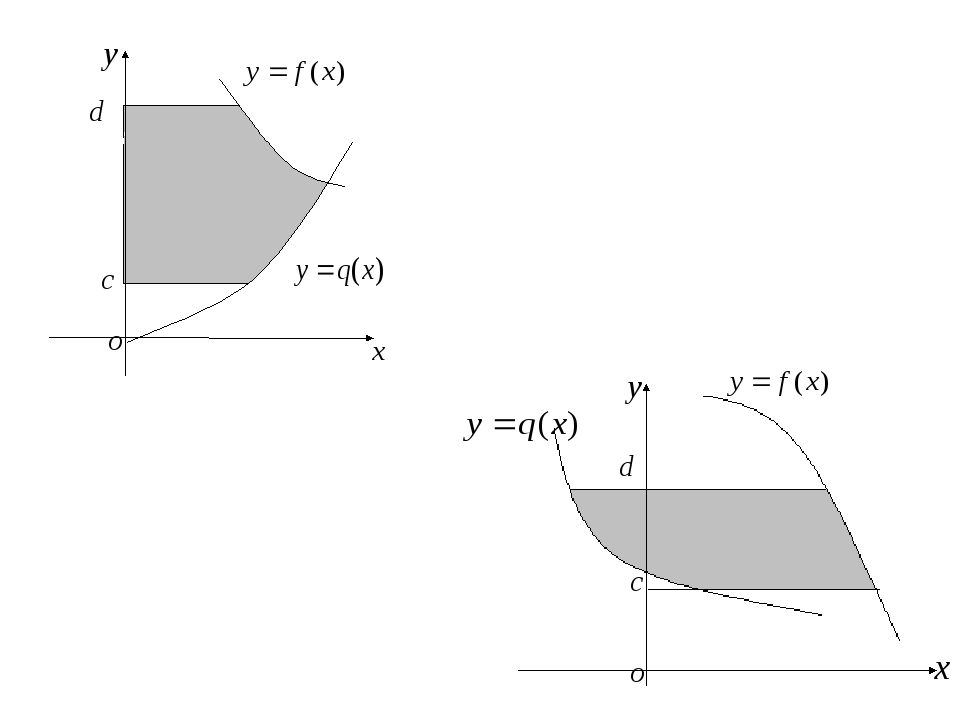 y
y = f (x)
d
y = q(x)
c
o
x
y
y = f (x)
y = q(x)
d
c
o
x